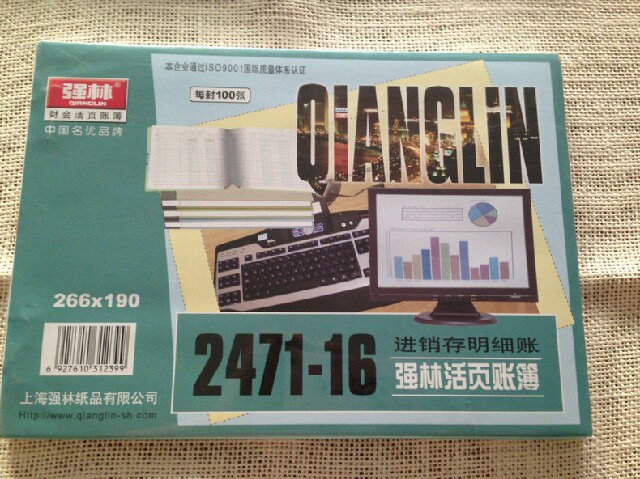 本企业通过ISO9001国际质量体系认证
强林
QIANGLIN
财会活页账簿
中国名优品牌
每封100张
QIANGLIN
266x190
6 927610 312399
2471-16
进销存明细账
强林活页账簿
上海强林纸品有限公司
Http://www.qianglin-sh.com